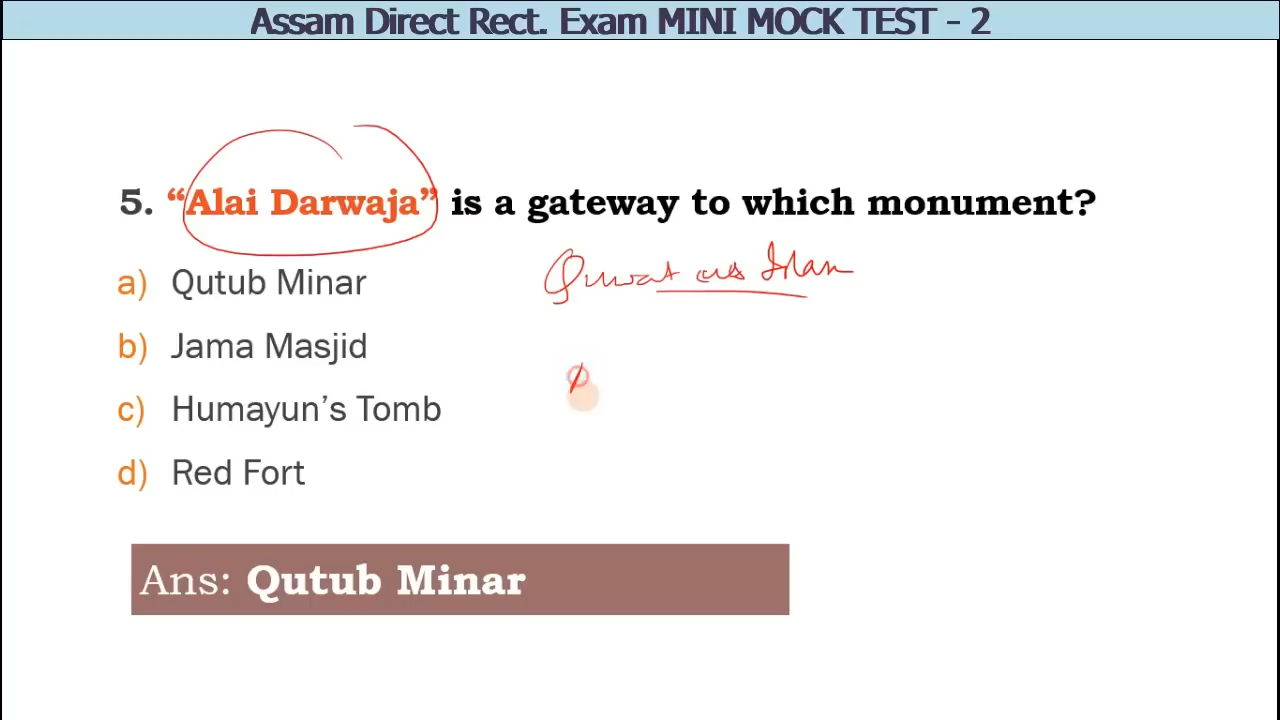 Assam Direct Rect. Exam MINI MOCK TEST - 2
5. “Alai Darwaja” is a gateway to which monument?
Quwat uls Islam
a) Qutub Minar
b) Jama Masjid
c) Humayun’s Tomb
d) Red Fort
Ans: Qutub Minar